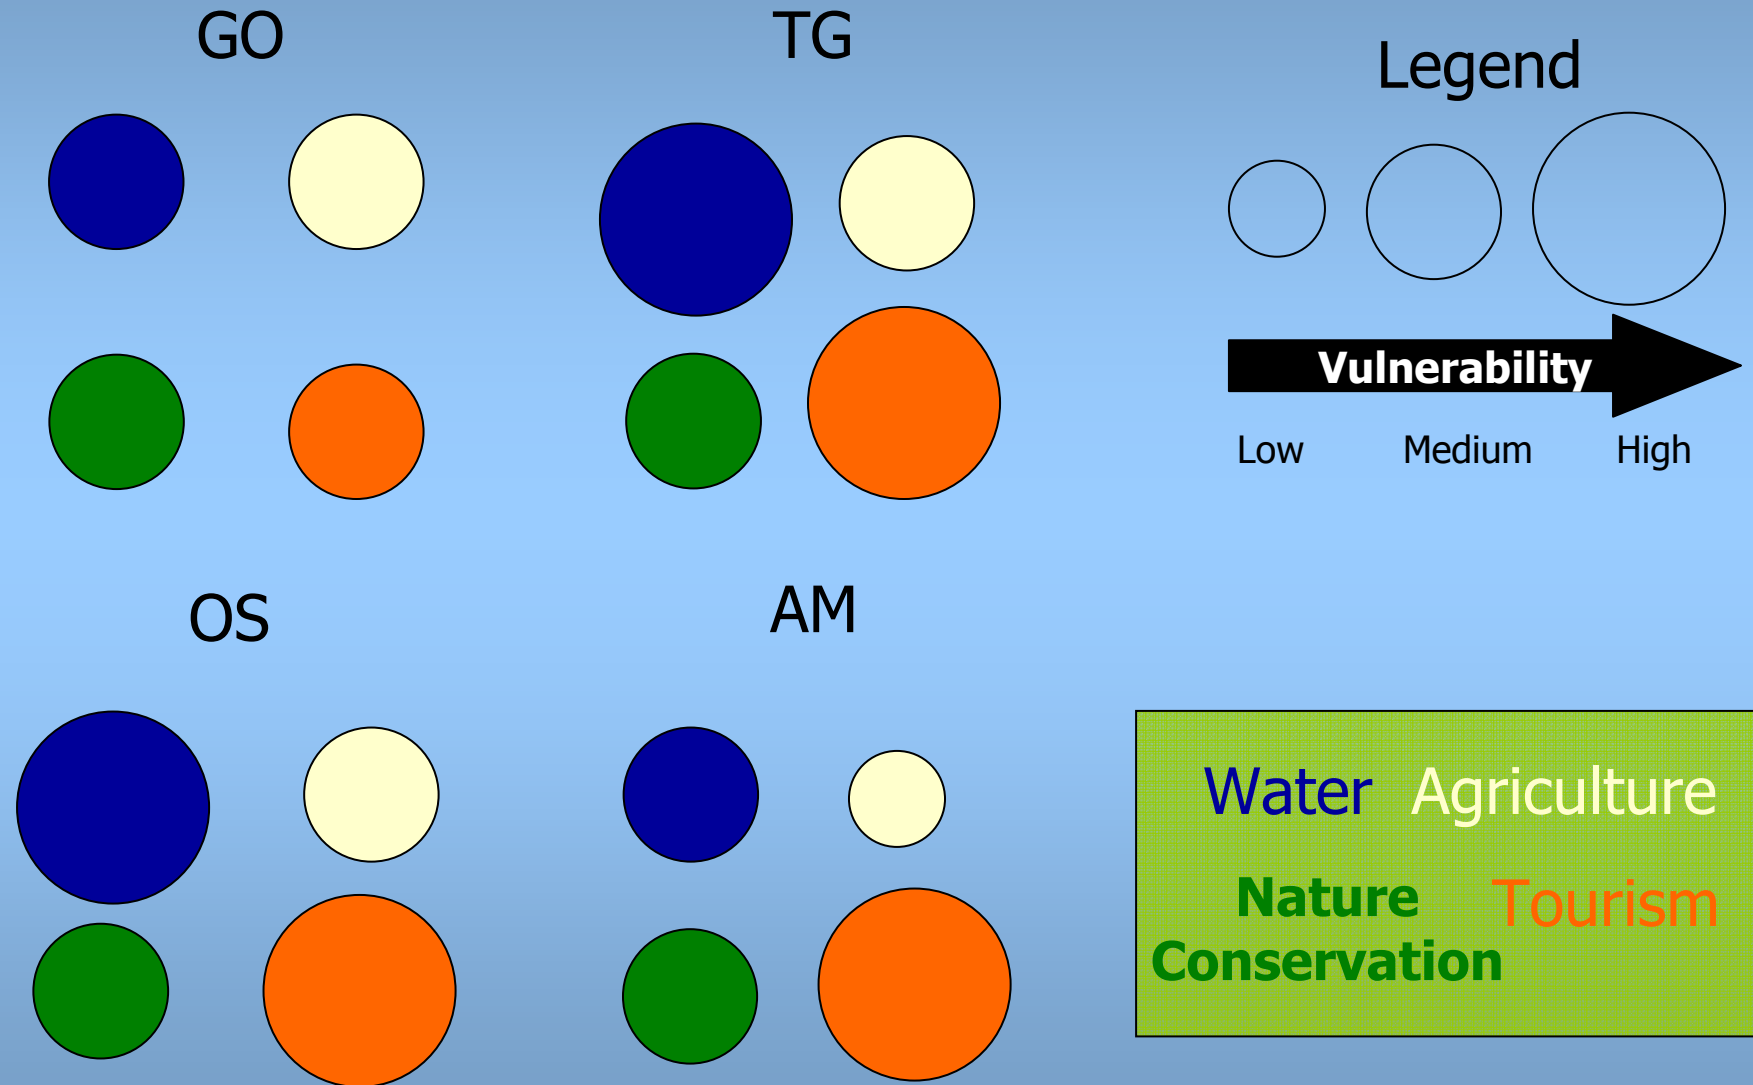 GO
TG
Legend
Vulnerability
Low Medium High
OS
AM
Water Agriculture
Nature Tourism
Conservation